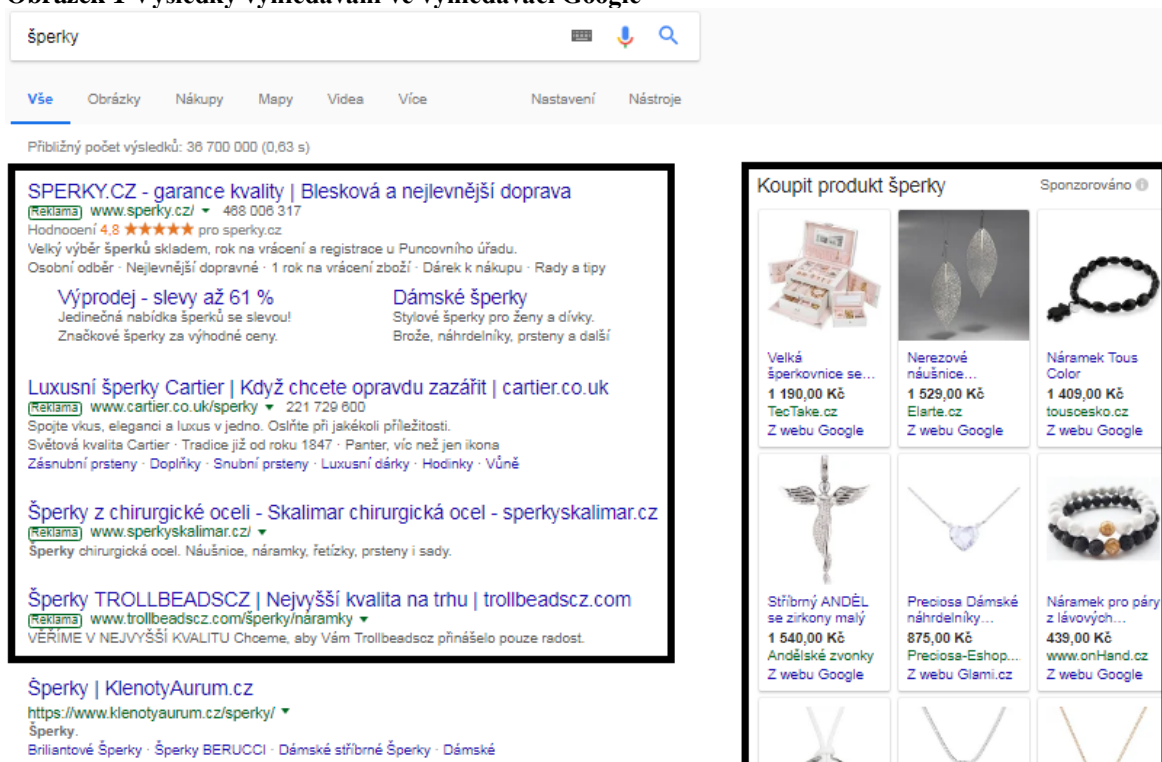 Obrázek 1 Výsledky vyhledávání ve vyhledávači Google
šperky
Vše Obrázky Nákupy Mapy Videa Více Nastavení Nástroje
Přibližný počet výsledků: 36 700 000 (0,63 s)
SPERKY.CZ - garance kvality | Blesková a nejlevnější doprava
Reklama www.sperky.cz/ 468 006 317
Hodnocení 4,8 ★★★★★ pro sperky.cz
Velký výběr šperků skladem, rok na vrácení a registrace u Puncovního úřadu.
Osobní odběr · Nejlevnější dopravné · 1 rok na vrácení zboží · Dárek k nákupu · Rady a tipy
Výprodej - slevy až 61 %
Jedinečná nabídka šperků se slevou!
Značkové šperky za výhodné ceny.
Dámské šperky
Stylové šperky pro ženy a dívky.
Brože, náhrdelníky, prsteny a další
Luxusní šperky Cartier | Když chcete opravdu zazářit | cartier.co.uk
Reklama www.cartier.co.uk/sperky 221 729 600
Spojte vkus, eleganci a luxus v jedno. Oslňte při jakékoli příležitosti.
Světová kvalita Cartier · Tradice již od roku 1847 · Panter, víc než jen ikona
Zásnubní prsteny · Doplňky · Snubní prsteny · Luxusní dárky · Hodinky · Vůně
Šperky z chirurgické oceli - Skalimar chirurgická ocel - sperkyskalimar.cz
Reklama www.sperkyskalimar.cz/
Šperky chirurgická ocel. Náušnice, náramky, řetízky, prsteny i sady.
Šperky TROLLBEADSCZ | Nejvyšší kvalita na trhu | trollbeadscz.com
Reklama www.trollbeadscz.com/šperky/náramky
VĚŘÍME V NEJVYŠŠÍ KVALITU Chceme, aby Vám Trollbeadscz přinášelo pouze radost.
Šperky | KlenotyAurum.cz
https://www.klenotyaurum.cz/sperky/
Šperky.
Briliantové Šperky · Šperky BERUCCI · Dámské stříbrné Šperky · Dámské
Koupit produkt šperky Sponzorováno
Velká
šperkovnice se...
1 190,00 Kč
TecTake.cz
Z webu Google
Nerezové
náušnice...
1 529,00 Kč
Elarte.cz
Z webu Google
Náramek Tous
Color
1 409,00 Kč
touscesko.cz
Z webu Google
Stříbrný ANDĚL
se zirkony malý
1 540,00 Kč
Andělské zvonky
Z webu Google
Preciosa Dámské
náhrdelníky...
875,00 Kč
Preciosa-Eshop...
Z webu Glami.cz
Náramek pro páry
z lávových...
439,00 Kč
www.onHand.cz
Z webu Google